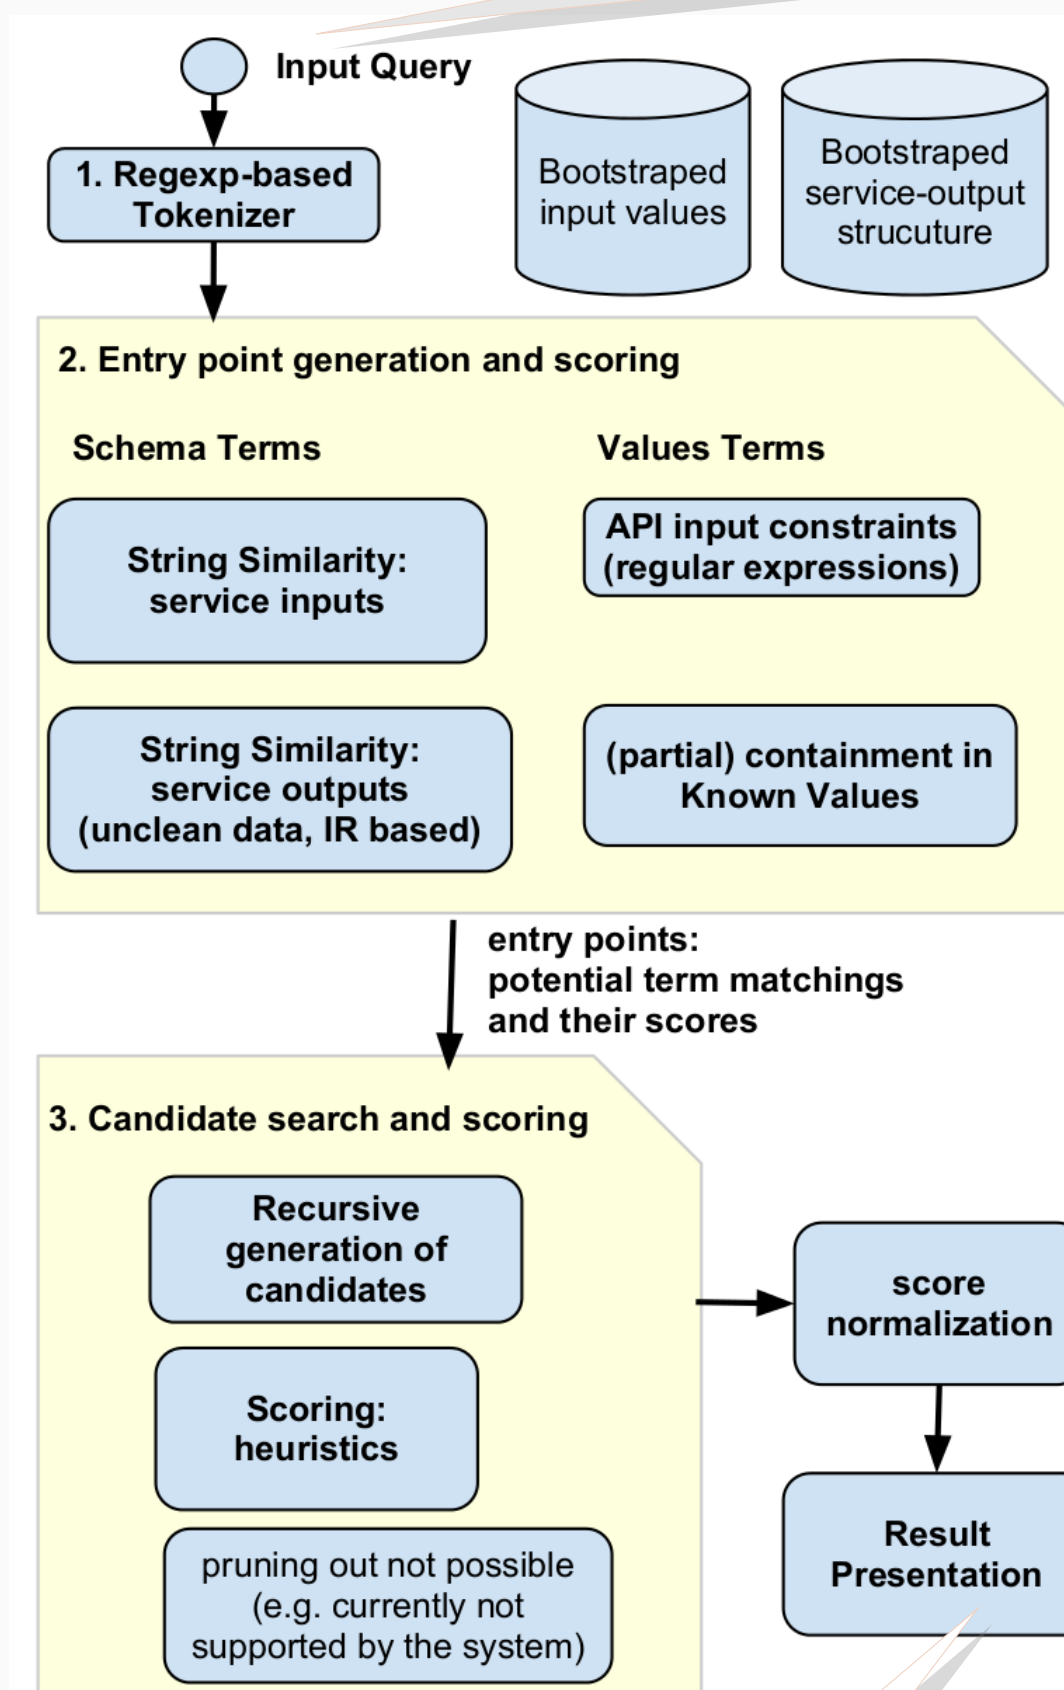 Input Query
Bootstraped
input values
Bootstraped
service-output
strucuture
1. Regexp-based
Tokenizer
2. Entry point generation and scoring
Schema Terms
Values Terms
String Similarity:
service inputs
API input constraints
(regular expressions)
String Similarity:
service outputs
(unclean data, IR based)
(partial) containment in
Known Values
entry points:
potential term matchings
and their scores
3. Candidate search and scoring
Recursive
generation of
candidates
score
normalization
Scoring:
heuristics
Result
Presentation
pruning out not possible
(e.g. currently not
supported by the system)